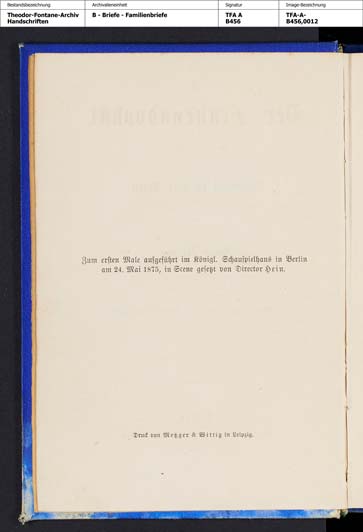 Bestandsbezeichnung Archivalieneinheit Signatur Image-Bezeichnung
Theodor-Fontane-Archiv B - Briefe - Familienbriefe TFA A TFA-A-
Handschriften B456 B456,0012
Zum ersten Male aufgeführt im Königl. Schauspielhaus in Berlin
am 24. Mai 1875, in Scene gesetzt von Director Hein.
Druck von Metzger & Wittig in Leipzig.